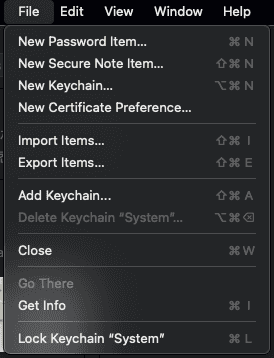 File Edit View Window Help
New Password Item... ⌘ N
New Secure Note Item... ⇧⌘ N
New Keychain... ⌥⌘ N
New Certificate Preference...
Import Items... ⇧⌘ I
Export Items... ⇧⌘ E
Add Keychain... ⇧⌘ A
Delete Keychain “System”... ⌥⌘⌫
Close ⌘ W
Go There
Get Info ⌘ I
Lock Keychain “System” ⌘ L